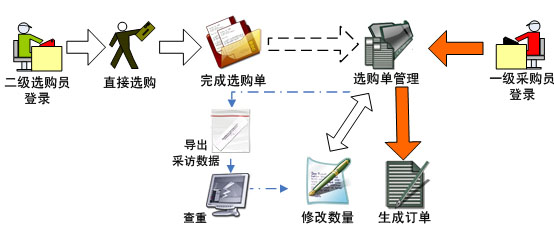 二级选购员
登录
直接选购
完成选购单
选购单管理
一级采购员
登录
导出
采访数据
查重
修改数量
生成订单